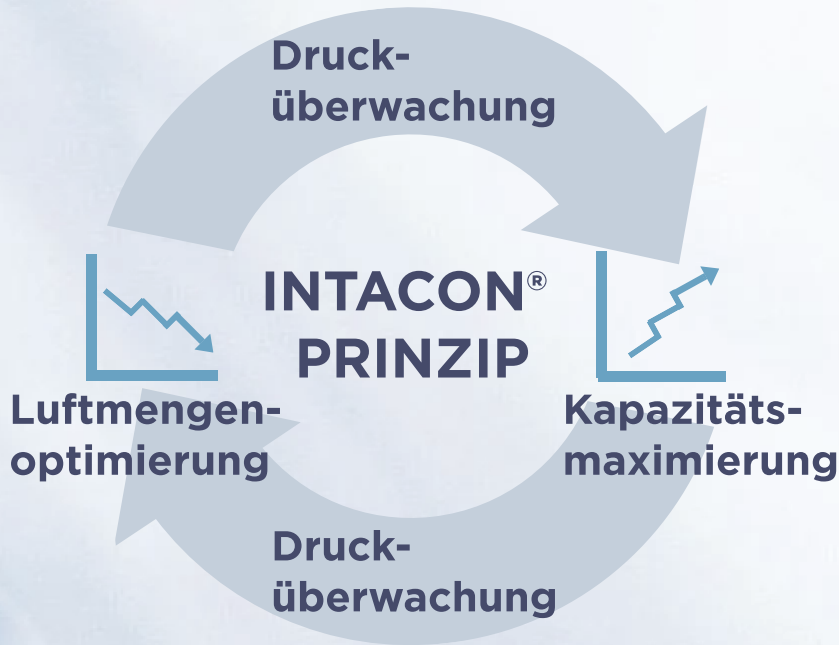 Druck-
überwachung
INTACON®
PRINZIP
Luftmengen-
optimierung
Kapazitäts-
maximierung
Druck-
überwachung